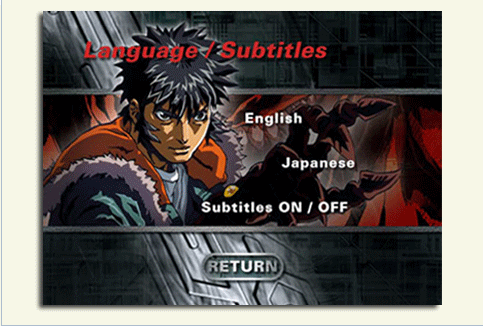 Language / Subtitles
English
Japanese
Subtitles ON / OFF
RETURN